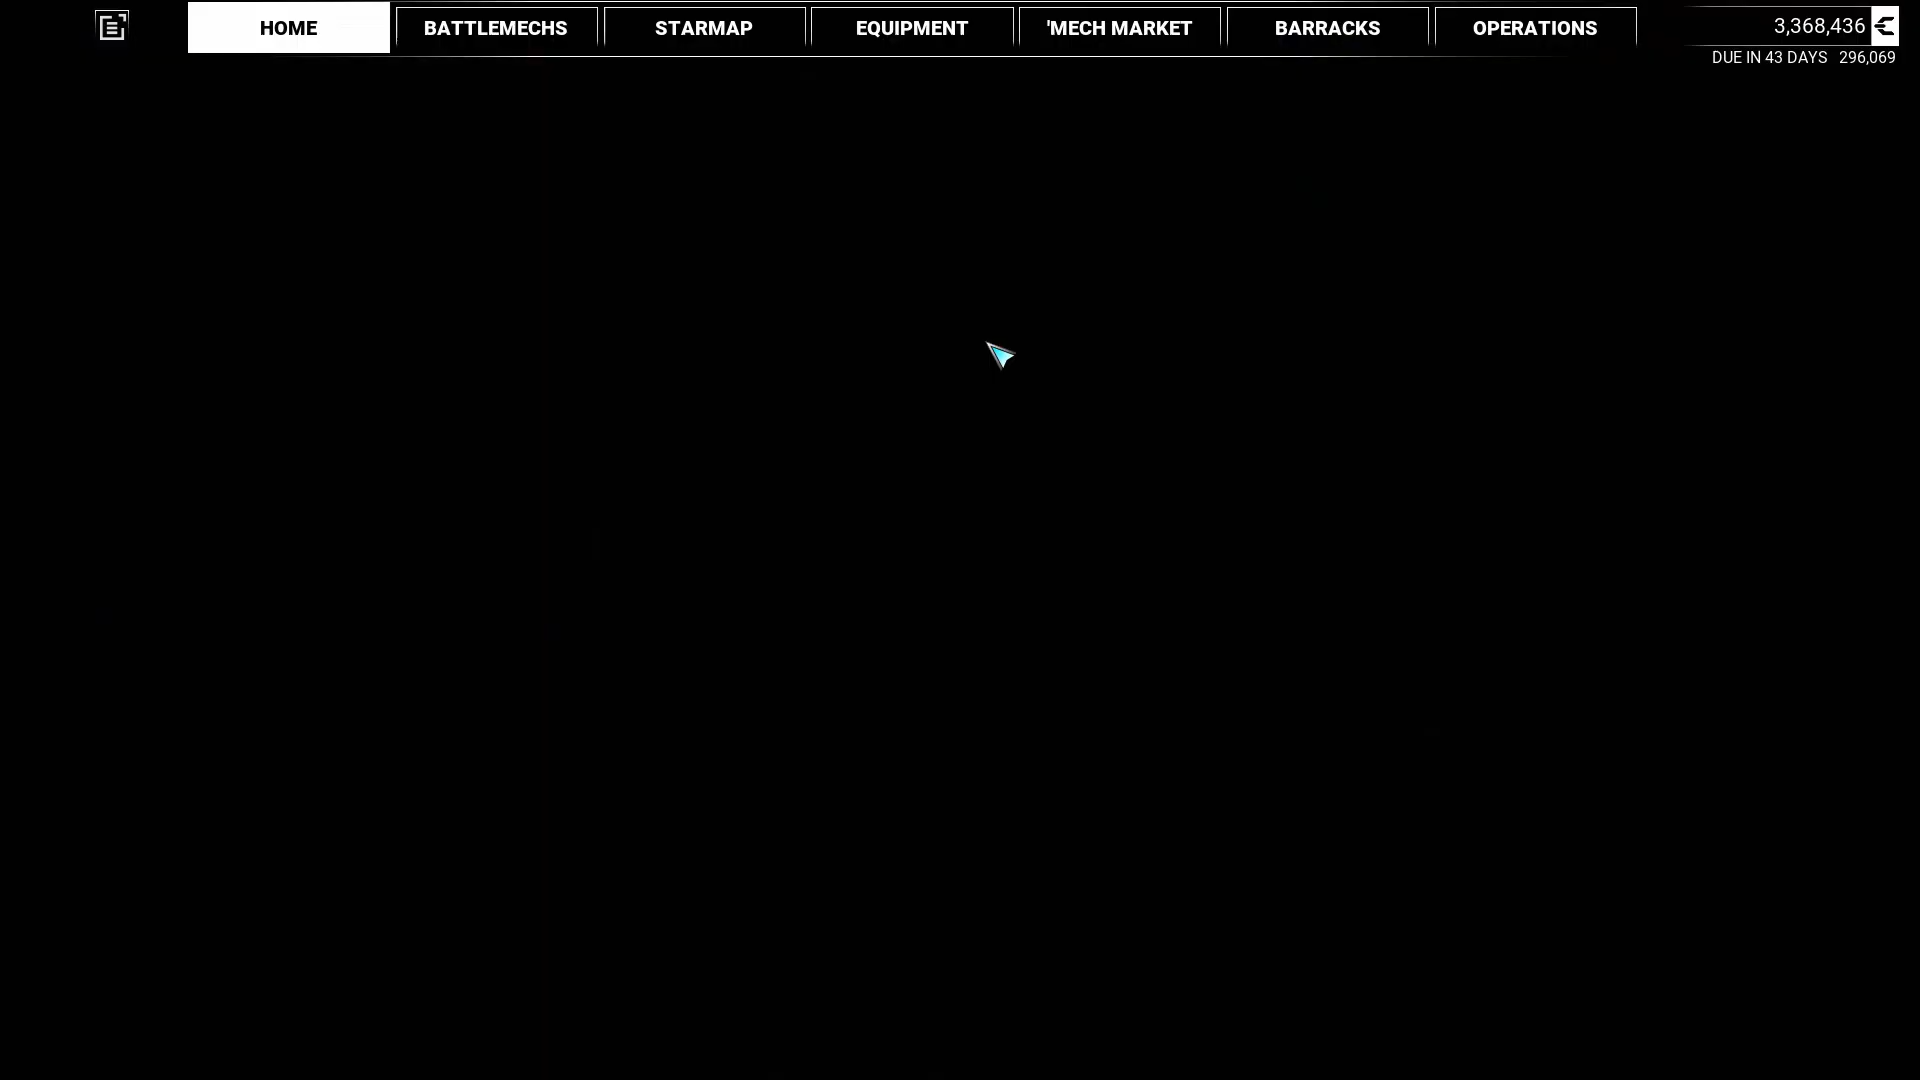 HOME
BATTLEMECHS
STARMAP
EQUIPMENT
'MECH MARKET
BARRACKS
OPERATIONS
3,368,436
DUE IN 43 DAYS 296,069